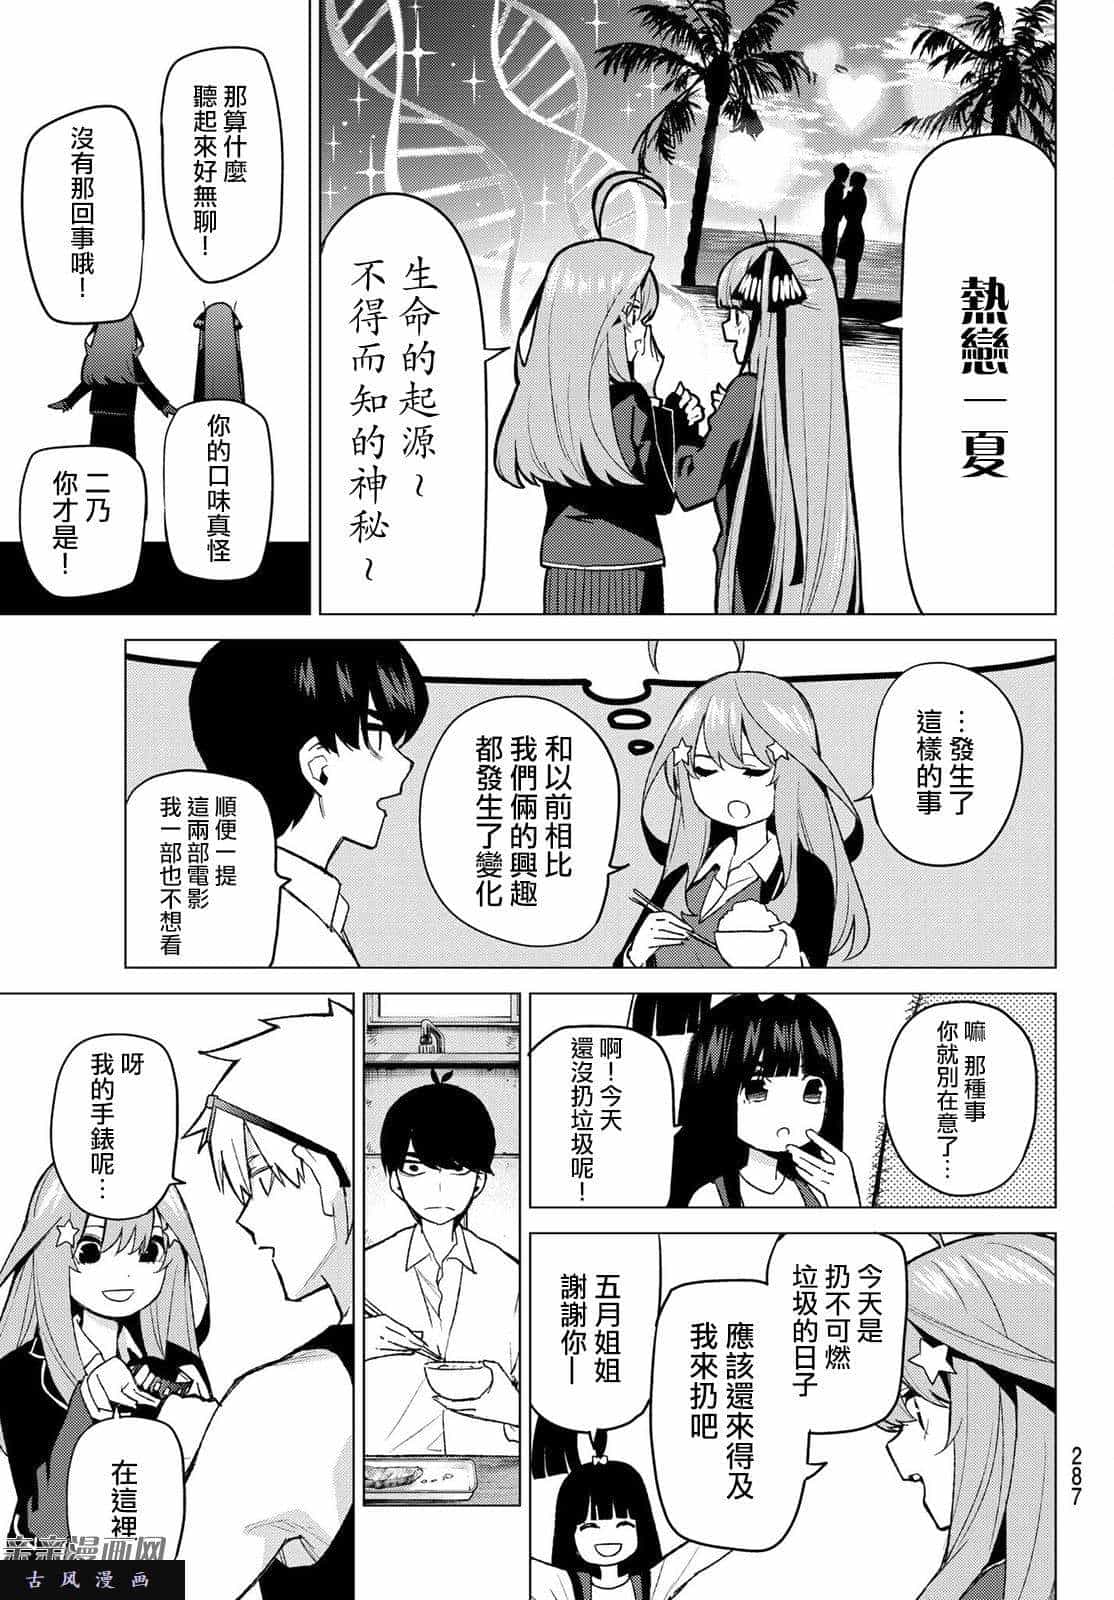 熱戀一夏
生命的起源～
不得而知的神秘～
那算什麼
聽起來好無聊！
沒有那回事哦！
你的口味真怪
二乃
你才是！
…發生了
這樣的事
和以前相比
我們倆的興趣
都發生了變化
順便一提
這兩部電影
我一部也不想看
嘛 那種事
你就別在意了…
啊！今天
還沒扔垃圾呢！
今天是
扔不可燃
垃圾的日子
應該還來得及
我來扔吧
五月姐姐
謝謝你—
呀
我的手錶呢…
在這裡
287
亲亲漫画网
古风漫画